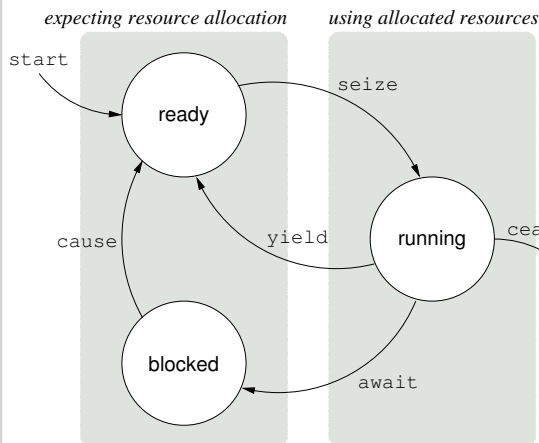 expecting resource allocation
using allocated resources
start
seize
ready
cause
yield
running
blocked
await